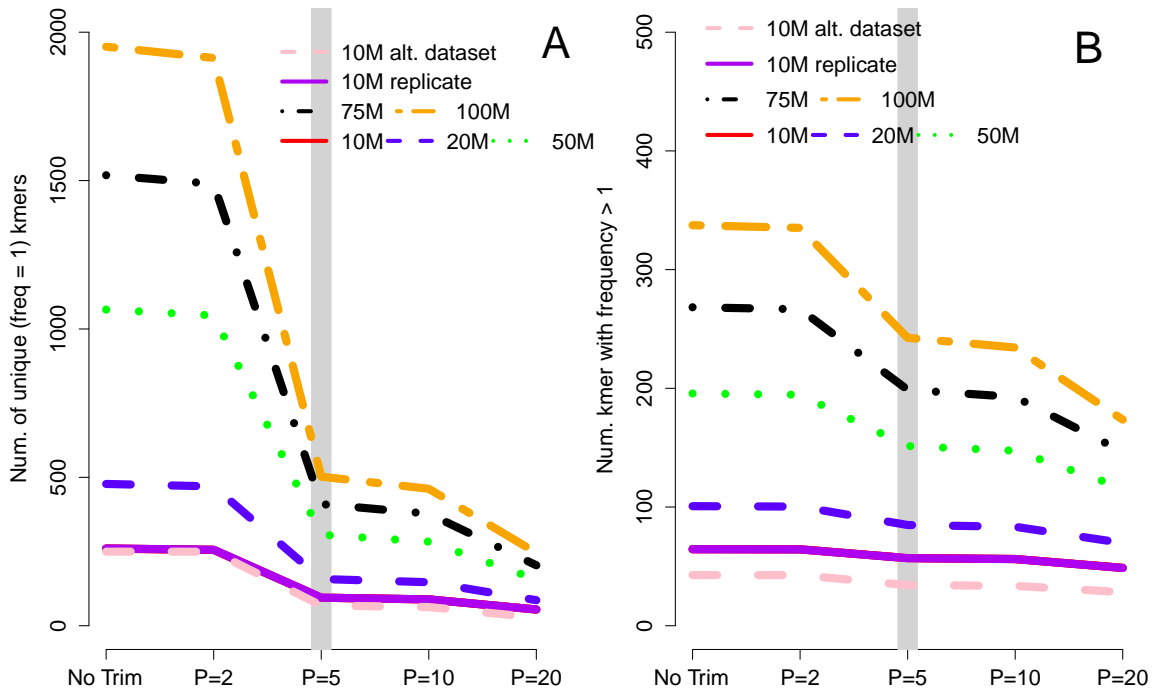 A
10M alt. dataset
10M replicate
75M 100M
10M 20M 50M
Num. of unique (freq = 1) kmers
2000
1500
1000
500
0
No Trim P=2 P=5 P=10 P=20
B
10M alt. dataset
10M replicate
75M 100M
10M 20M 50M
Num. kmer with frequency > 1
500
400
300
200
100
0
No Trim P=2 P=5 P=10 P=20